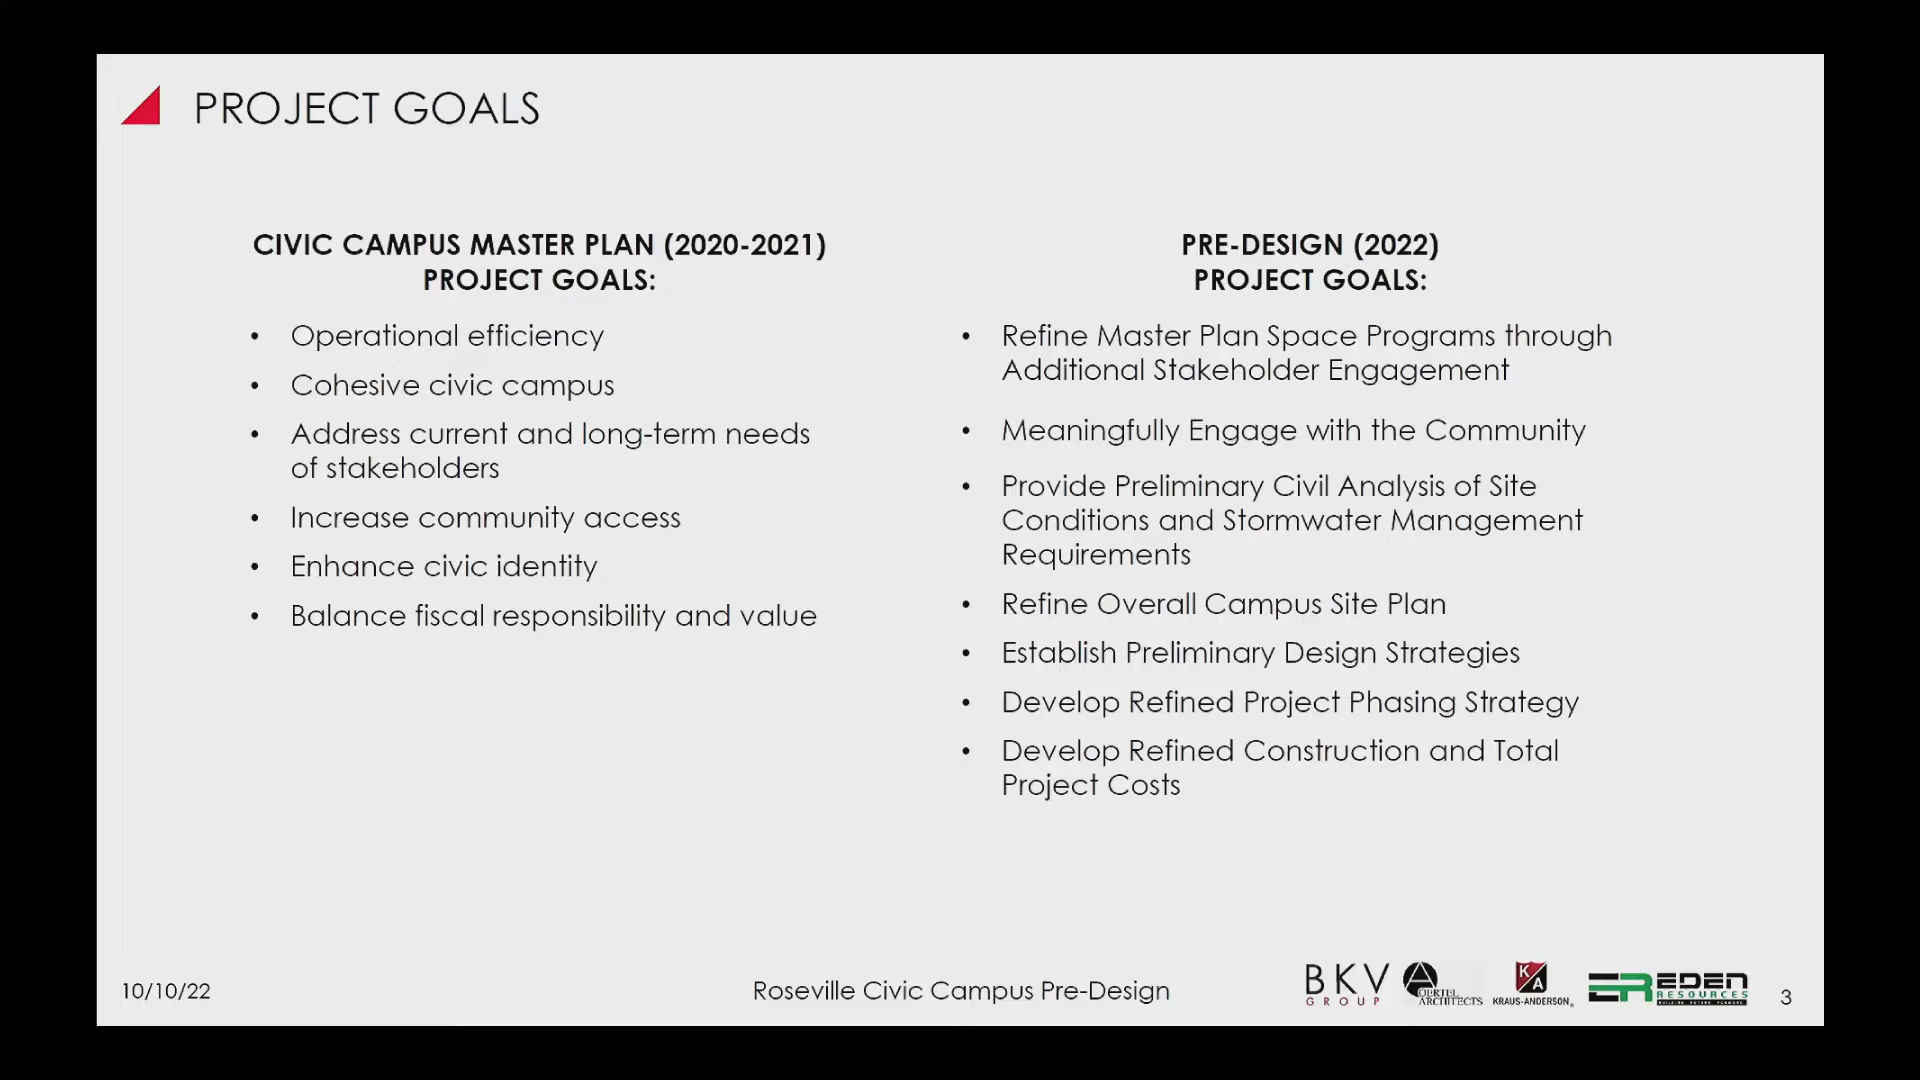 PROJECT GOALS
CIVIC CAMPUS MASTER PLAN (2020-2021)
PROJECT GOALS:
• Operational efficiency
• Cohesive civic campus
• Address current and long-term needs
of stakeholders
• Increase community access
• Enhance civic identity
• Balance fiscal responsibility and value
PRE-DESIGN (2022)
PROJECT GOALS:
• Refine Master Plan Space Programs through
Additional Stakeholder Engagement
• Meaningfully Engage with the Community
• Provide Preliminary Civil Analysis of Site
Conditions and Stormwater Management
Requirements
• Refine Overall Campus Site Plan
• Establish Preliminary Design Strategies
• Develop Refined Project Phasing Strategy
• Develop Refined Construction and Total
Project Costs
10/10/22
Roseville Civic Campus Pre-Design
BKV
GROUP
OERTEL
ARCHITECTS
KA
KRAUS-ANDERSON®
ER EDEN
RESOURCES
3